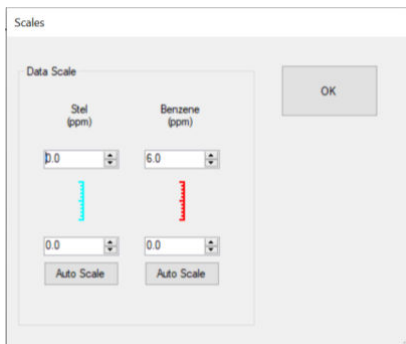 Scales
Data Scale
OK
Stel Benzene
(ppm) (ppm)
0.0 6.0
0.0 0.0
Auto Scale Auto Scale